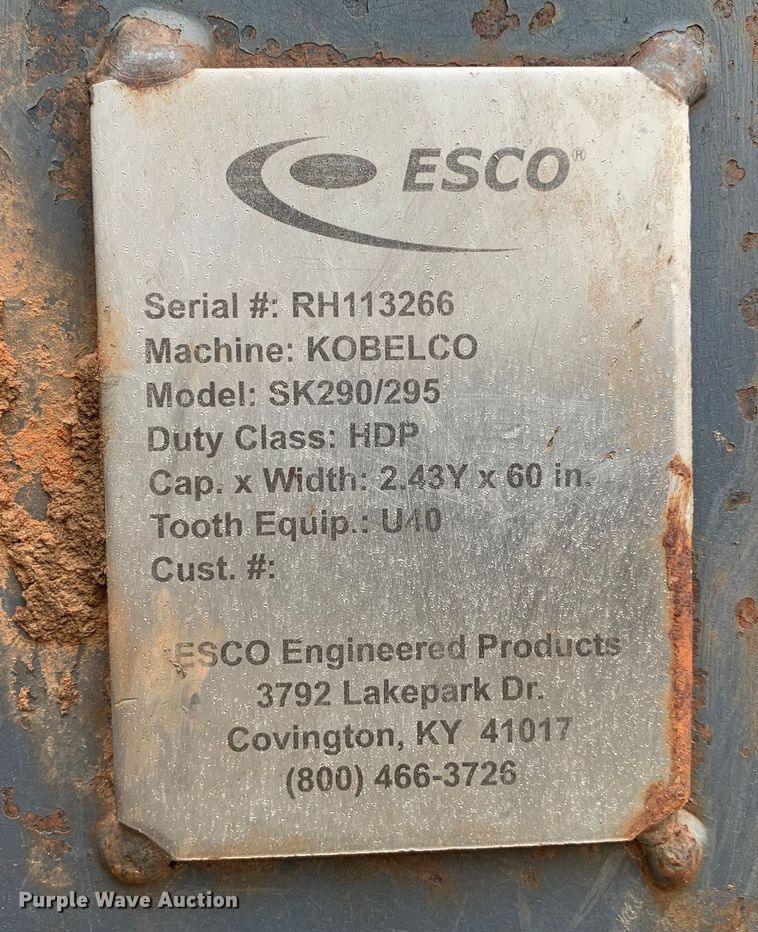 ESCO®
Serial #: RH113266
Machine: KOBELCO
Model: SK290/295
Duty Class: HDP
Cap. x Width: 2.43Y x 60 in.
Tooth Equip.: U40
Cust. #:
ESCO Engineered Products
3792 Lakepark Dr.
Covington, KY 41017
(800) 466-3726
Purple Wave Auction